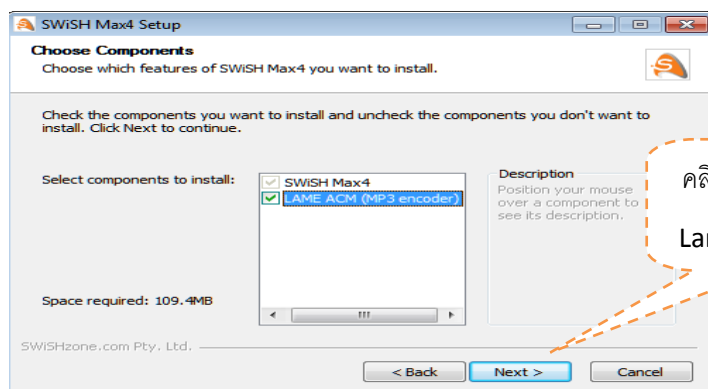 SWiSH Max4 Setup
Choose Components
Choose which features of SWiSH Max4 you want to install.
Check the components you want to install and uncheck the components you don't want to
install. Click Next to continue.
Select components to install:
SWiSH Max4
LAME ACM (MP3 encoder)
Description
Position your mouse
over a component to
see its description.
Space required: 109.4MB
SWiSHzone.com Pty. Ltd.
< Back
Next >
Cancel